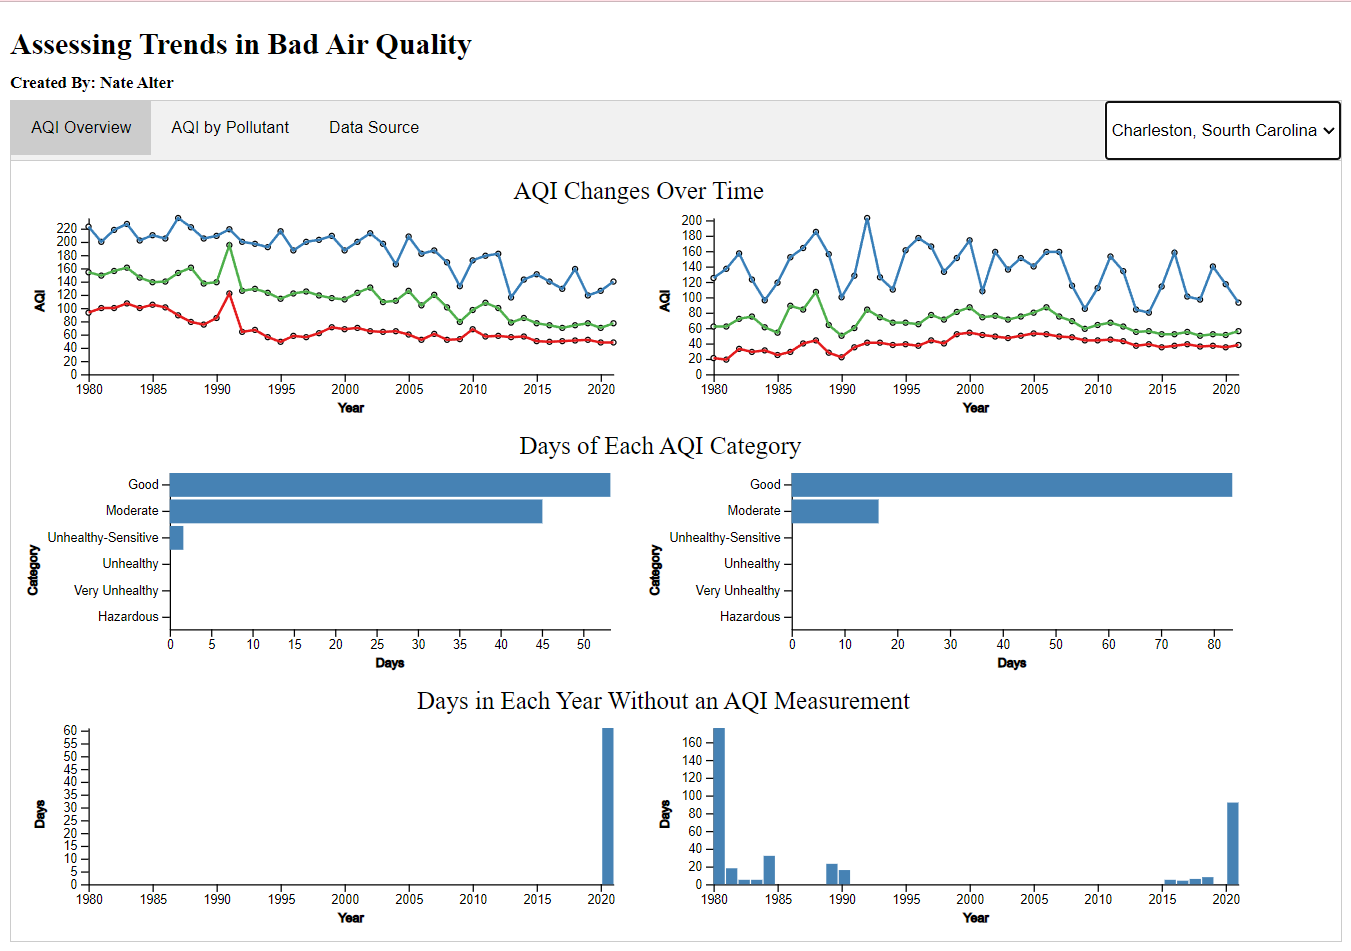 Assessing Trends in Bad Air Quality
Created By: Nate Alter
AQI Overview
AQI by Pollutant
Data Source
Charleston, Sourth Carolina
AQI Changes Over Time
220
200
180
160
140
120
100
80
60
40
20
0
AQI
1980 1985 1990 1995 2000 2005 2010 2015 2020
Year
200
180
160
140
120
100
80
60
40
20
0
AQI
1980 1985 1990 1995 2000 2005 2010 2015 2020
Year
Days of Each AQI Category
Good
Moderate
Unhealthy-Sensitive
Unhealthy
Very Unhealthy
Hazardous
Category
0 5 10 15 20 25 30 35 40 45 50
Days
Good
Moderate
Unhealthy-Sensitive
Unhealthy
Very Unhealthy
Hazardous
Category
0 10 20 30 40 50 60 70 80
Days
Days in Each Year Without an AQI Measurement
60
55
50
45
40
35
30
25
20
15
10
5
0
Days
1980 1985 1990 1995 2000 2005 2010 2015 2020
Year
160
140
120
100
80
60
40
20
0
Days
1980 1985 1990 1995 2000 2005 2010 2015 2020
Year